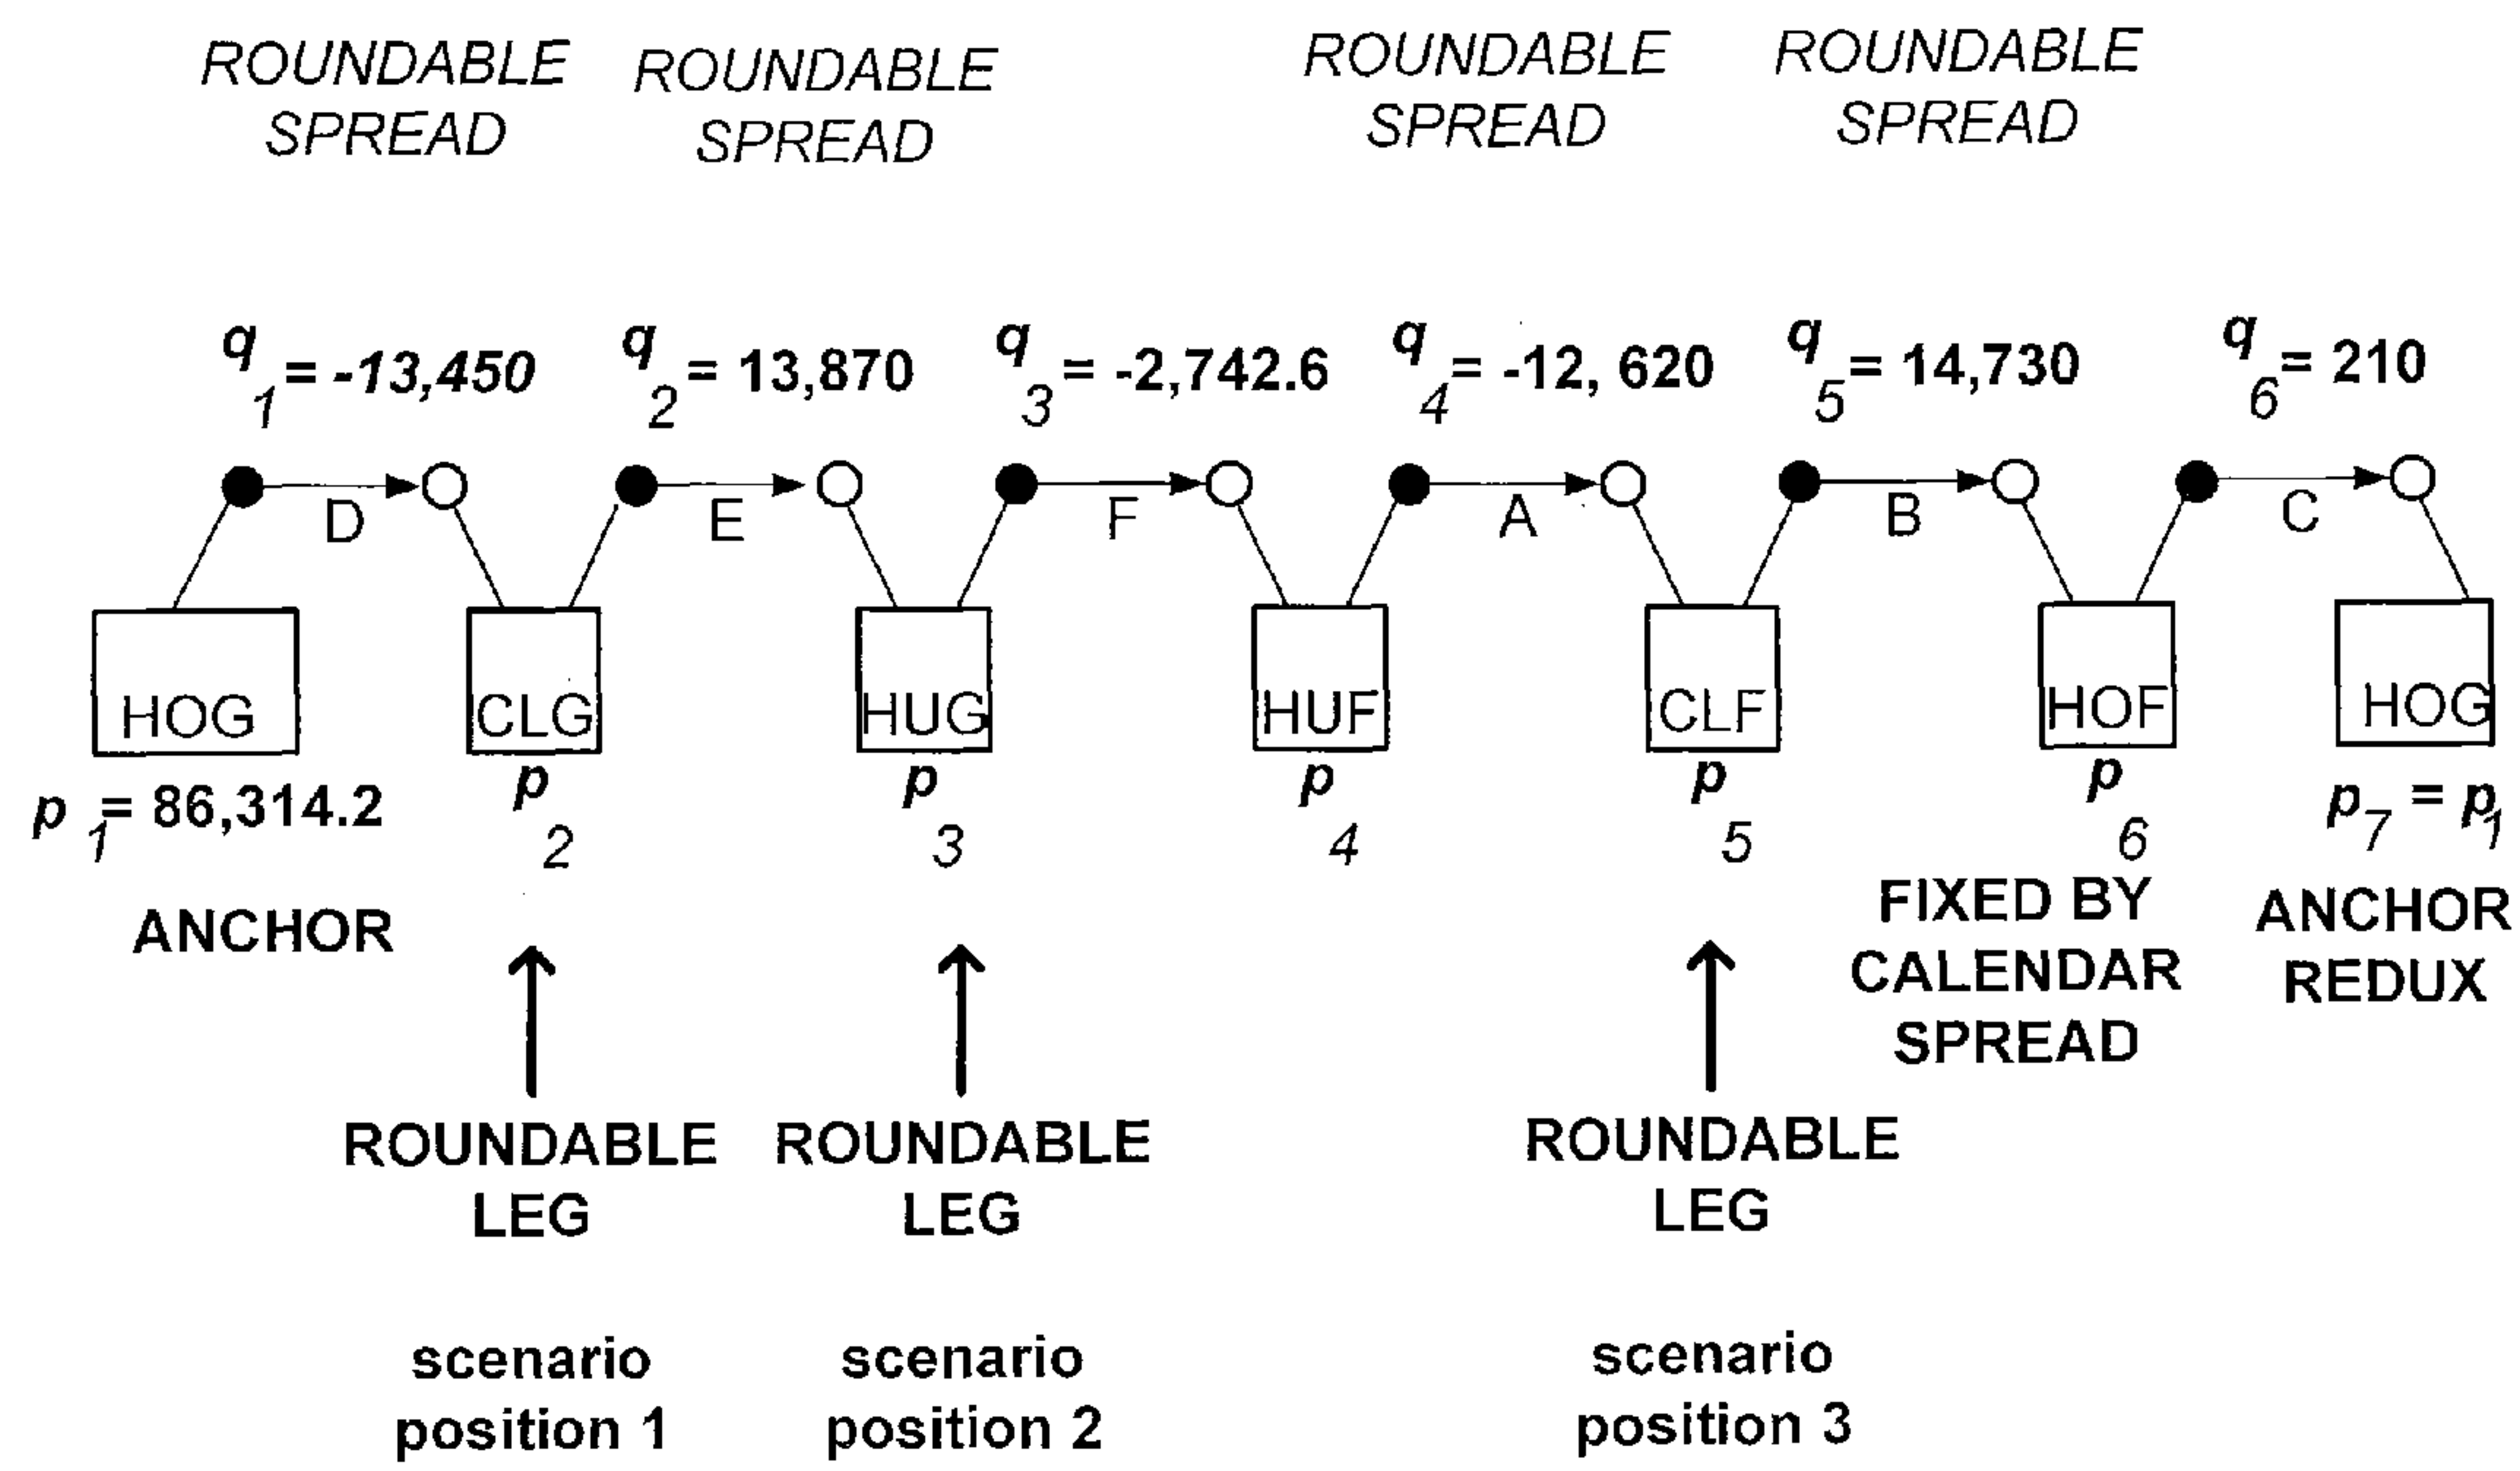 ROUNDABLE SPREAD
ROUNDABLE SPREAD
ROUNDABLE SPREAD
ROUNDABLE SPREAD
q1 = -13,450
q2 = 13,870
q3 = -2,742.6
q4 = -12, 620
q5 = 14,730
q6 = 210
D
E
F
A
B
C
HOG
CLG
HUG
HUF
CLF
HOF
HOG
p1 = 86,314.2
p2
p3
p4
p5
p6
p7 = p1
ANCHOR
FIXED BY
CALENDAR
SPREAD
ANCHOR
REDUX
ROUNDABLE
LEG
ROUNDABLE
LEG
ROUNDABLE
LEG
scenario
position 1
scenario
position 2
scenario
position 3